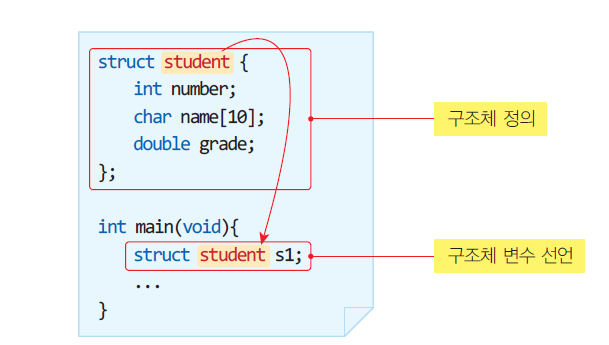 struct student {
int number;
char name[10];
double grade;
};
구조체 정의
int main(void){
struct student s1;
구조체 변수 선언
...
}